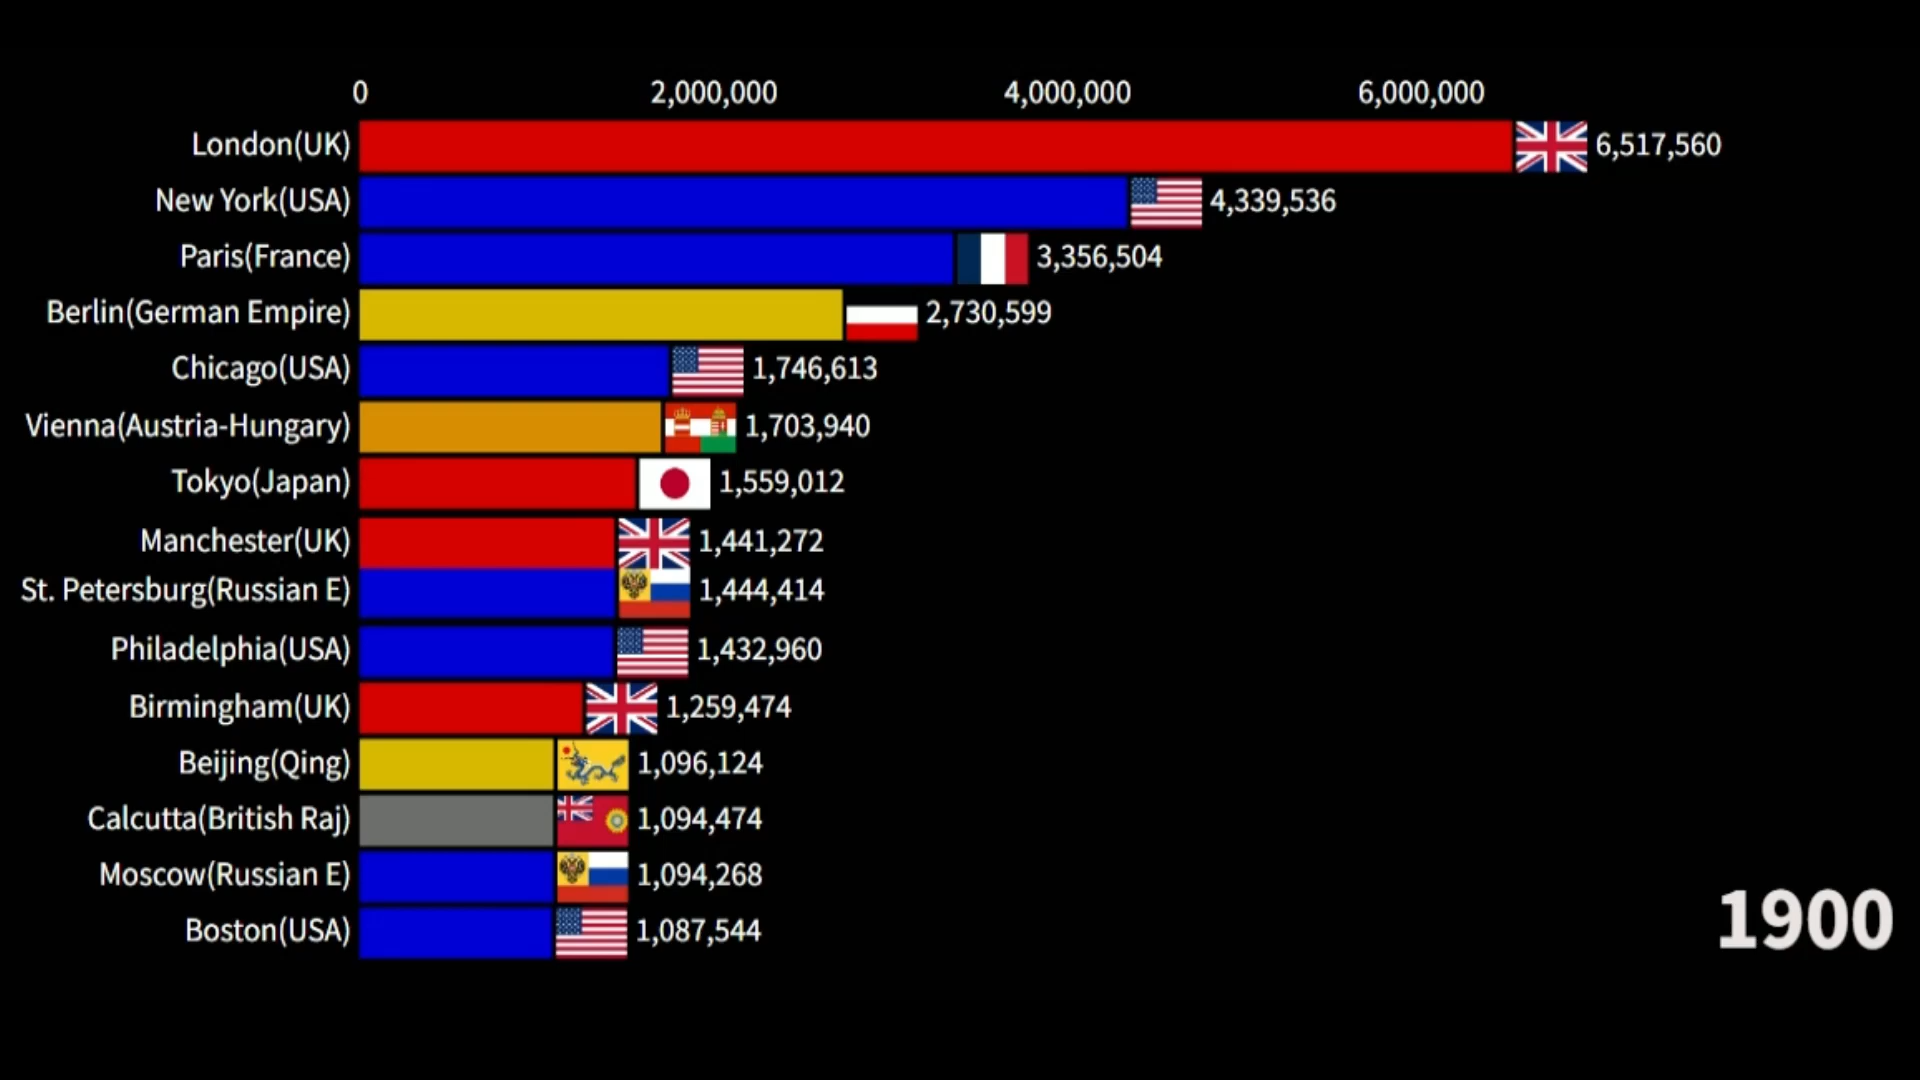 0 2,000,000 4,000,000 6,000,000
London(UK) 6,517,560
New York(USA) 4,339,536
Paris(France) 3,356,504
Berlin(German Empire) 2,730,599
Chicago(USA) 1,746,613
Vienna(Austria-Hungary) 1,703,940
Tokyo(Japan) 1,559,012
Manchester(UK) 1,441,272
St. Petersburg(Russian E) 1,444,414
Philadelphia(USA) 1,432,960
Birmingham(UK) 1,259,474
Beijing(Qing) 1,096,124
Calcutta(British Raj) 1,094,474
Moscow(Russian E) 1,094,268
Boston(USA) 1,087,544
1900